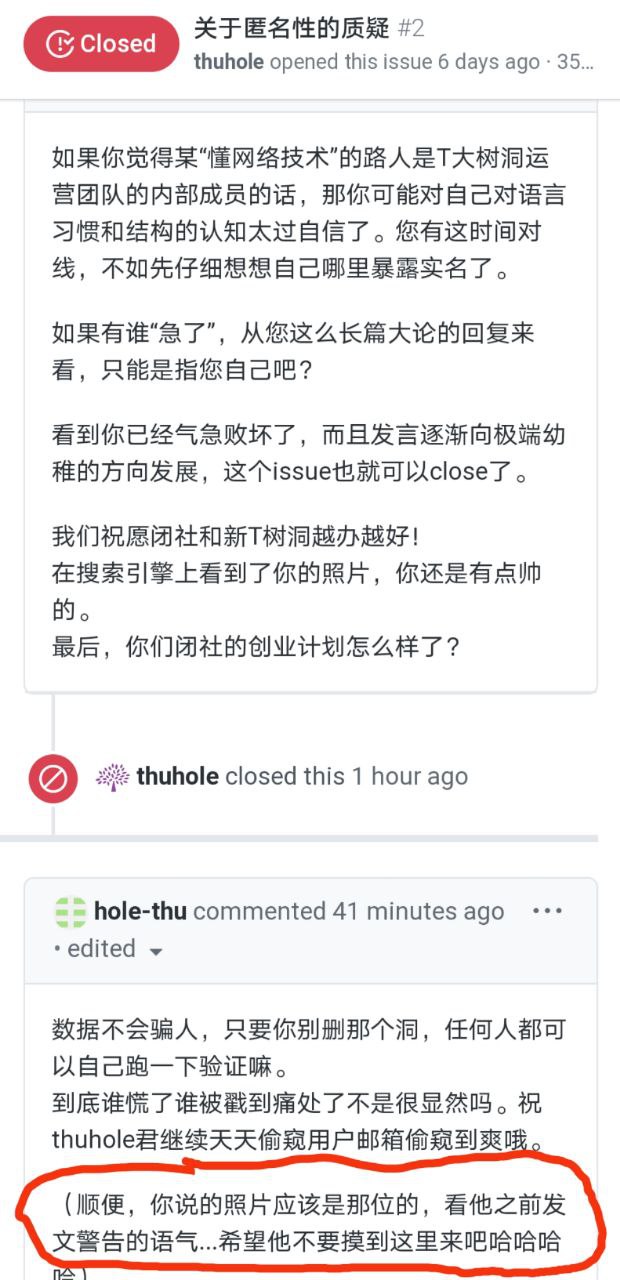 Closed
关于匿名性的质疑 #2
thuhole opened this issue 6 days ago · 35...
如果你觉得某“懂网络技术”的路人是T大树洞运
营团队的内部成员的话，那你可能对自己对语言
习惯和结构的认知太过自信了。您有这时间对
线，不如先仔细想想自己哪里暴露实名了。
如果有谁“急了”，从您这么长篇大论的回复来
看，只能是指您自己吧？
看到你已经气急败坏了，而且发言逐渐向极端幼
稚的方向发展，这个issue也就可以close了。
我们祝愿闭社和新T树洞越办越好！
在搜索引擎上看到了你的照片，你还是有点帅
的。
最后，你们闭社的创业计划怎么样了？
thuhole closed this 1 hour ago
hole-thu commented 41 minutes ago ···
• edited
数据不会骗人，只要你别删那个洞，任何人都可
以自己跑一下验证嘛。
到底谁慌了谁被戳到痛处了不是很显然吗。祝
thuhole君继续天天偷窥用户邮箱偷窥到爽哦。
（顺便，你说的照片应该是那位的，看他之前发
文警告的语气...希望他不要摸到这里来吧哈哈哈
哈）